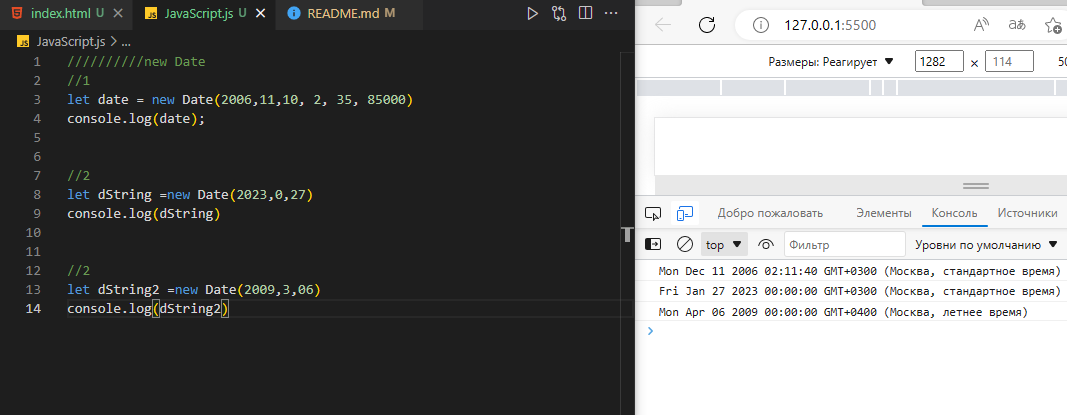 index.html U
JavaScript.js U
README.md M
JavaScript.js > ...
1 //////////new Date
2 //1
3 let date = new Date(2006,11,10, 2, 35, 85000)
4 console.log(date);
5
6
7 //2
8 let dString =new Date(2023,0,27)
9 console.log(dString)
10
11
12 //2
13 let dString2 =new Date(2009,3,06)
14 console.log(dString2)
127.0.0.1:5500
Размеры: Реагирует 1282 × 114 50
Добро пожаловать Элементы Консоль Источники
top Фильтр Уровни по умолчанию
Mon Dec 11 2006 02:11:40 GMT+0300 (Москва, стандартное время)
Fri Jan 27 2023 00:00:00 GMT+0300 (Москва, стандартное время)
Mon Apr 06 2009 00:00:00 GMT+0400 (Москва, летнее время)